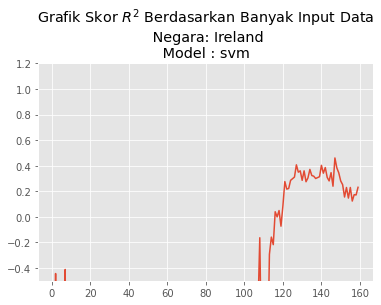 Grafik Skor R² Berdasarkan Banyak Input Data
Negara: Ireland
Model : svm
1.2
1.0
0.8
0.6
0.4
0.2
0.0
−0.2
−0.4
0 20 40 60 80 100 120 140 160